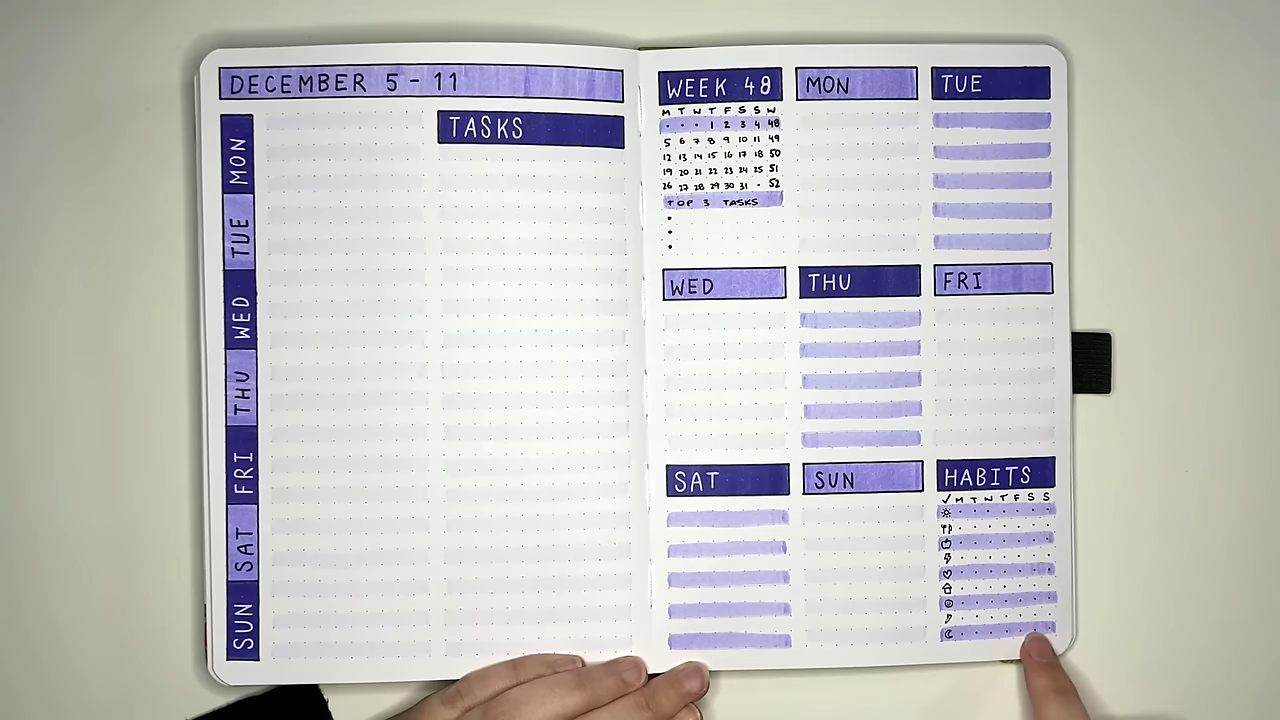 DECEMBER 5 - 11
MON
TUE
WED
THU
FRI
SAT
SUN
TASKS
WEEK 48
M T W T F S S W
· · · 1 2 3 4 48
5 6 7 8 9 10 11 49
12 13 14 15 16 17 18 50
19 20 21 22 23 24 25 51
26 27 28 29 30 31 · 52
TOP 3 TASKS
MON
TUE
WED
THU
FRI
SAT
SUN
HABITS
✓ M T W T F S S